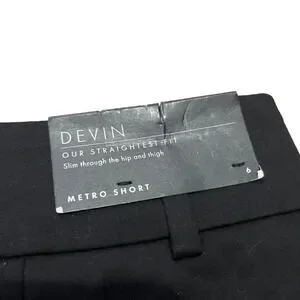 DEVIN
OUR STRAIGHTEST FIT
Slim through the hip and thigh
METRO SHORT
6